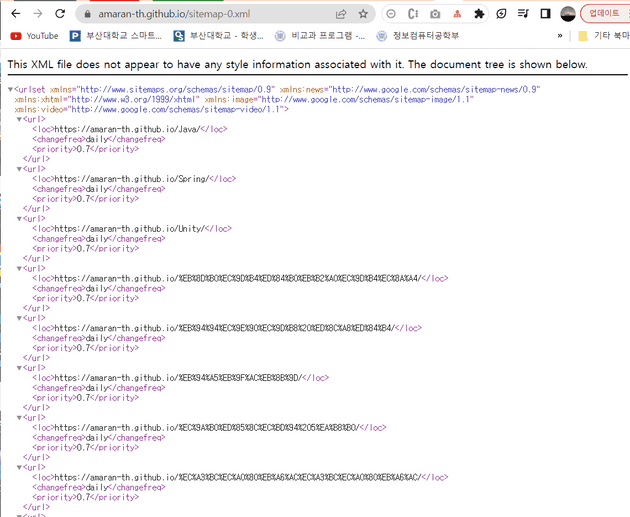 amaran-th.github.io/sitemap-0.xml
업데이트
YouTube
부산대학교 스마트...
부산대학교 - 학생...
비교과 프로그램 -...
정보컴퓨터공학부
»
기타 북마
This XML file does not appear to have any style information associated with it. The document tree is shown below.
▼<urlset xmlns="http://www.sitemaps.org/schemas/sitemap/0.9" xmlns:news="http://www.google.com/schemas/sitemap-news/0.9"
xmlns:xhtml="http://www.w3.org/1999/xhtml" xmlns:image="http://www.google.com/schemas/sitemap-image/1.1"
xmlns:video="http://www.google.com/schemas/sitemap-video/1.1">
▼<url>
<loc>https://amaran-th.github.io/Java/</loc>
<changefreq>daily</changefreq>
<priority>0.7</priority>
</url>
▼<url>
<loc>https://amaran-th.github.io/Spring/</loc>
<changefreq>daily</changefreq>
<priority>0.7</priority>
</url>
▼<url>
<loc>https://amaran-th.github.io/Unity/</loc>
<changefreq>daily</changefreq>
<priority>0.7</priority>
</url>
▼<url>
<loc>https://amaran-th.github.io/%EB%8D%B0%EC%9D%B4%ED%84%B0%EB%B2%A0%EC%9D%B4%EC%8A%A4/</loc>
<changefreq>daily</changefreq>
<priority>0.7</priority>
</url>
▼<url>
<loc>https://amaran-th.github.io/%EB%94%94%EC%9E%90%EC%9D%B8%20%ED%8C%A8%ED%84%B4/</loc>
<changefreq>daily</changefreq>
<priority>0.7</priority>
</url>
▼<url>
<loc>https://amaran-th.github.io/%EB%94%A5%EB%9F%AC%EB%8B%9D/</loc>
<changefreq>daily</changefreq>
<priority>0.7</priority>
</url>
▼<url>
<loc>https://amaran-th.github.io/%EC%9A%B0%ED%85%8C%EC%BD%94%205%EA%B8%B0/</loc>
<changefreq>daily</changefreq>
<priority>0.7</priority>
</url>
▼<url>
<loc>https://amaran-th.github.io/%EC%A3%BC%EC%A0%80%EB%A6%AC%EC%A3%BC%EC%A0%80%EB%A6%AC/</loc>
<changefreq>daily</changefreq>
<priority>0.7</priority>
</url>